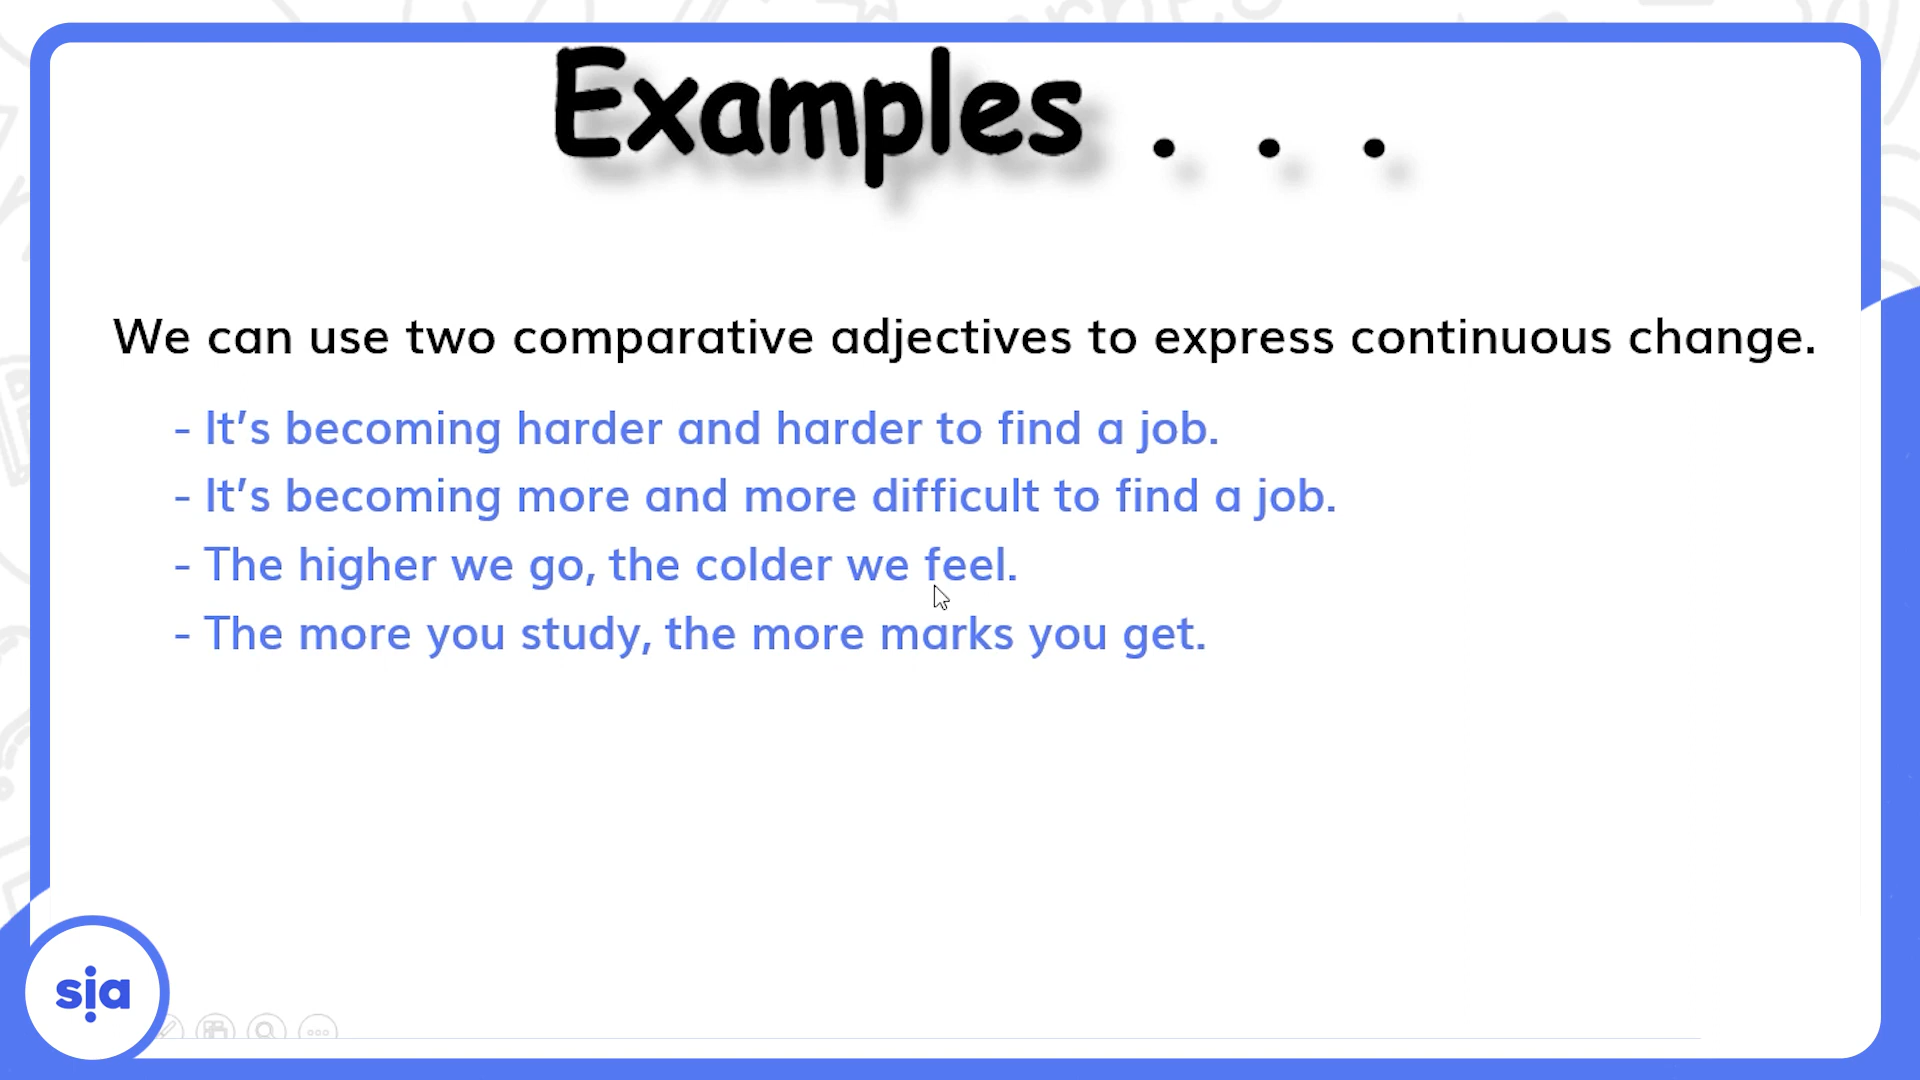 Examples . . .
We can use two comparative adjectives to express continuous change.
- It’s becoming harder and harder to find a job.
- It’s becoming more and more difficult to find a job.
- The higher we go, the colder we feel.
- The more you study, the more marks you get.
sia